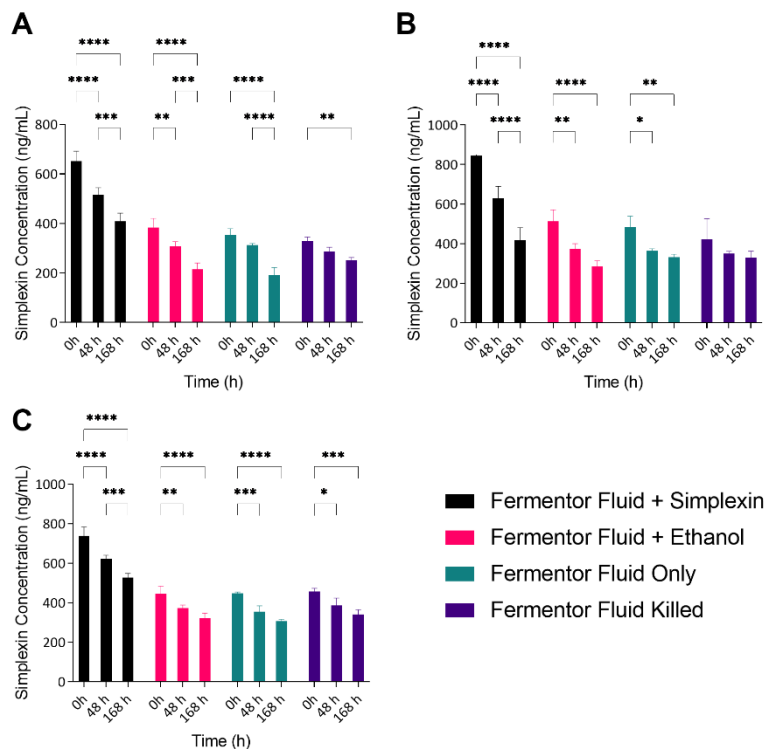 A
**** ****
**** *** **** **
*** ** ****
Simplexin Concentration (ng/mL)
800
600
400
200
0
0h 48 h 168 h 0h 48 h 168 h 0h 48 h 168 h 0h 48 h 168 h
Time (h)
B
****
**** **** **
**** ** *
Simplexin Concentration (ng/mL)
1000
800
600
400
200
0
0h 48 h 168 h 0h 48 h 168 h 0h 48 h 168 h 0h 48 h 168 h
Time (h)
C
****
**** **** **** ***
*** ** *** *
Simplexin Concentration (ng/mL)
1000
800
600
400
200
0
0h 48 h 168 h 0h 48 h 168 h 0h 48 h 168 h 0h 48 h 168 h
Time (h)
Fermentor Fluid + Simplexin
Fermentor Fluid + Ethanol
Fermentor Fluid Only
Fermentor Fluid Killed